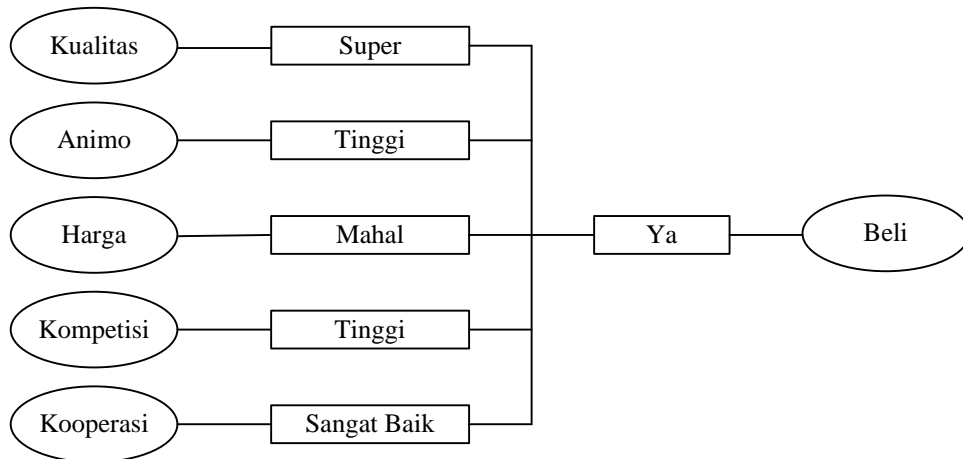 Kualitas
Super
Animo
Tinggi
Harga
Mahal
Ya
Beli
Kompetisi
Tinggi
Kooperasi
Sangat Baik